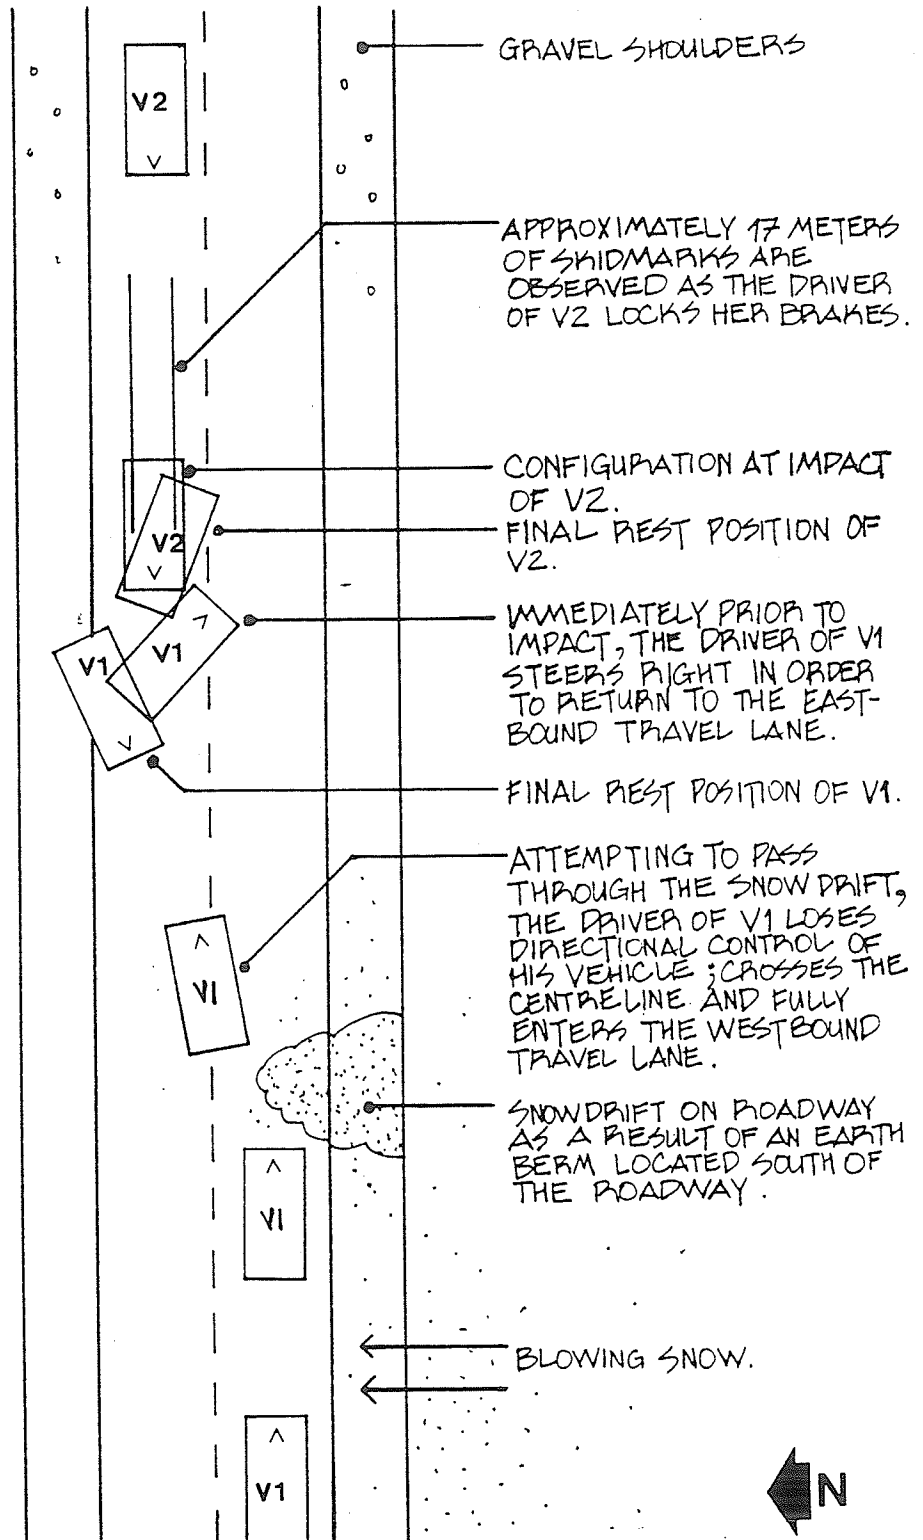 GRAVEL SHOULDERS
V2
APPROXIMATELY 17 METERS
OF SKIDMARKS ARE
OBSERVED AS THE DRIVER
OF V2 LOCKS HER BRAKES.
CONFIGURATION AT IMPACT
OF V2.
FINAL REST POSITION OF
V2.
V2
IMMEDIATELY PRIOR TO
IMPACT, THE DRIVER OF V1
STEERS RIGHT IN ORDER
TO RETURN TO THE EAST-
BOUND TRAVEL LANE.
V1
V1
FINAL REST POSITION OF V1.
ATTEMPTING TO PASS
THROUGH THE SNOW DRIFT,
THE DRIVER OF V1 LOSES
DIRECTIONAL CONTROL OF
HIS VEHICLE ; CROSSES THE
CENTRELINE AND FULLY
ENTERS THE WESTBOUND
TRAVEL LANE.
V1
SNOWDRIFT ON ROADWAY
AS A RESULT OF AN EARTH
BERM LOCATED SOUTH OF
THE ROADWAY.
V1
BLOWING SNOW.
V1
N